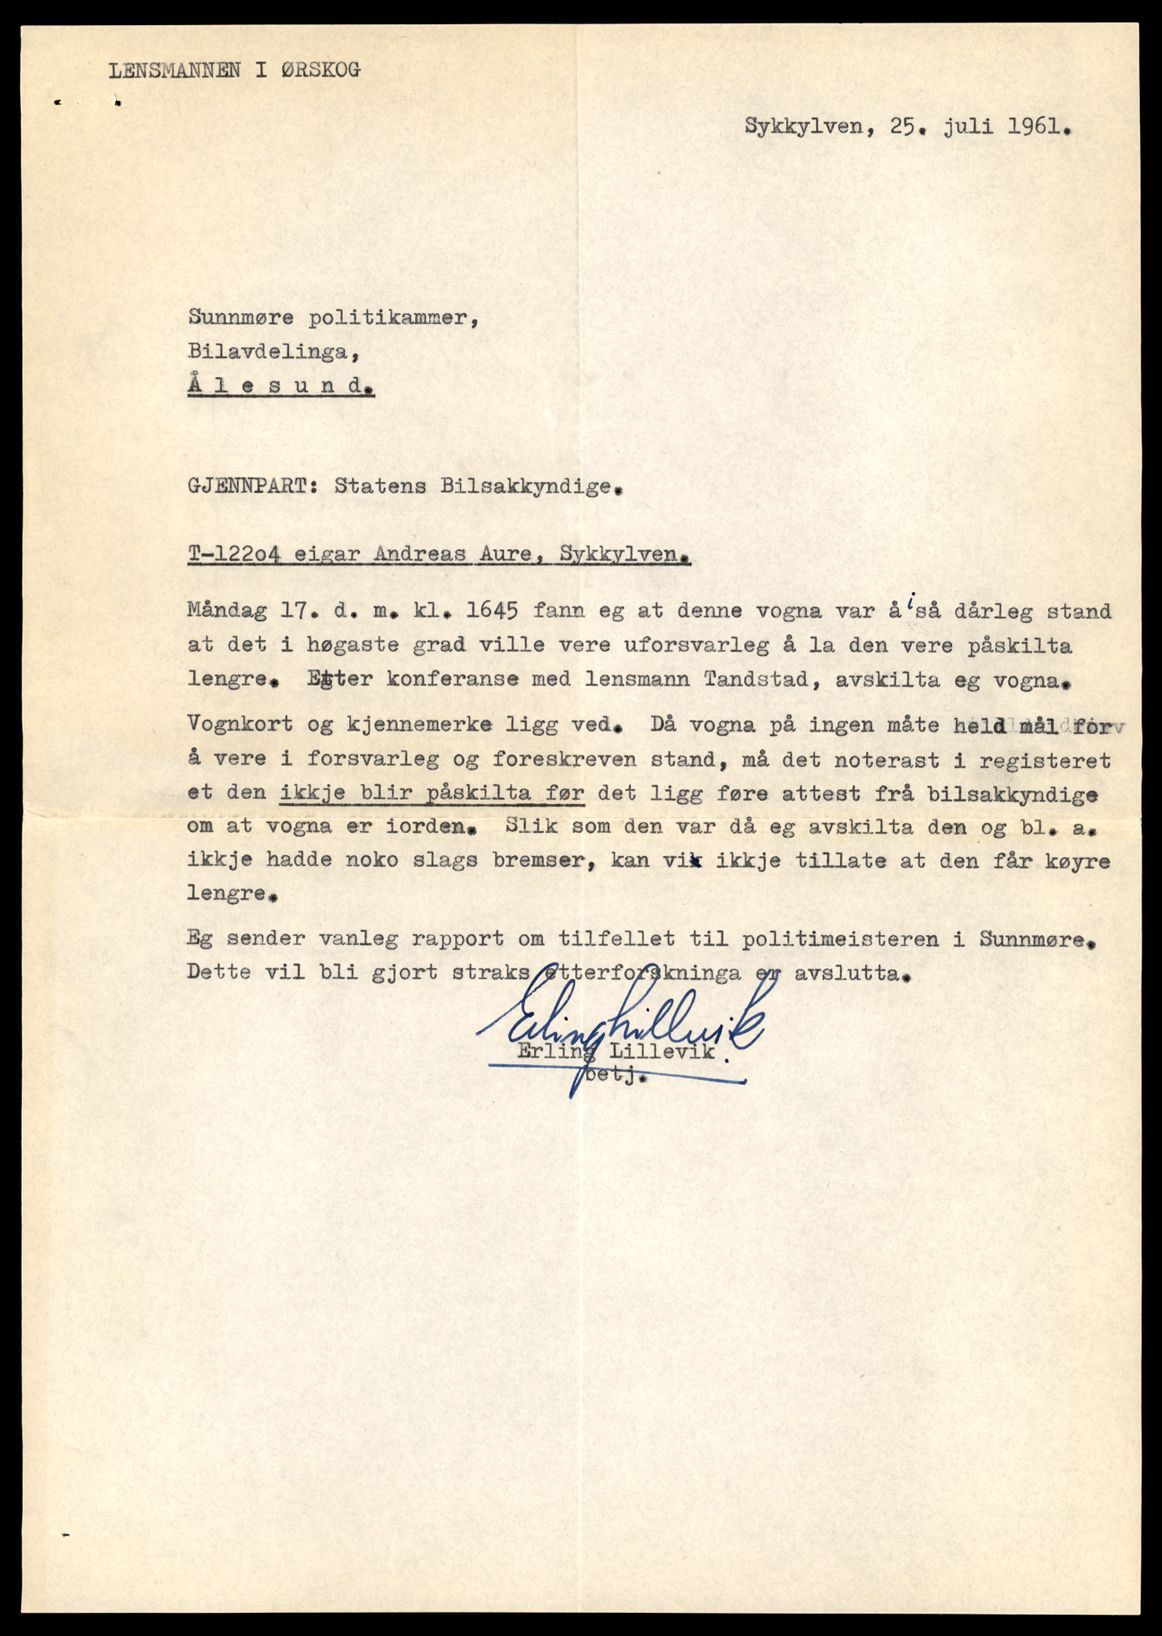 LENSMANNEN I ØRSKOG
Sykkylven, 25. juli 1961.
Sunnmøre politikammer,
Bilavdelinga,
Å l e s u n d.
GJENNPART: Statens Bilsakkyndige.
T-122o4 eigar Andreas Aure, Sykkylven.
Måndag 17. d. m. kl. 1645 fann eg at denne vogna var å i så dårleg stand
at det i høgaste grad ville vere uforsvarleg å la den vere påskilta
lengre. Etter konferanse med lensmann Tandstad, avskilta eg vogna.
Vognkort og kjennemerke ligg ved. Då vogna på ingen måte held mål for
å vere i forsvarleg og foreskreven stand, må det noterast i registeret
et den ikkje blir påskilta før det ligg føre attest frå bilsakkyndige
om at vogna er iorden. Slik som den var då eg avskilta den og bl. a.
ikkje hadde noko slags bremser, kan vi ikkje tillate at den får køyre
lengre.
Eg sender vanleg rapport om tilfellet til politimeisteren i Sunnmøre.
Dette vil bli gjort straks etterforskninga er avslutta.
Erling Lillevik
Erling Lillevik.
betj.